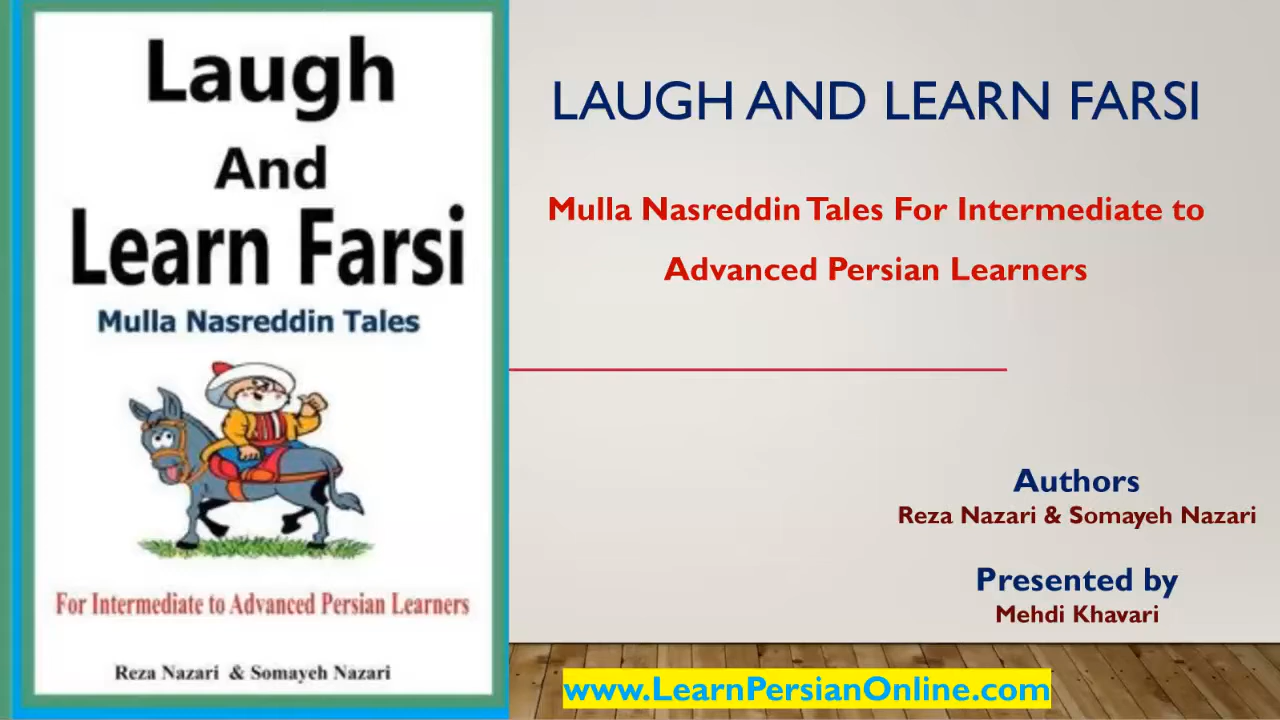 Laugh
And
Learn Farsi
Mulla Nasreddin Tales
For Intermediate to Advanced Persian Learners
Reza Nazari & Somayeh Nazari
LAUGH AND LEARN FARSI
Mulla Nasreddin Tales For Intermediate to
Advanced Persian Learners
Authors
Reza Nazari & Somayeh Nazari
Presented by
Mehdi Khavari
www.LearnPersianOnline.com